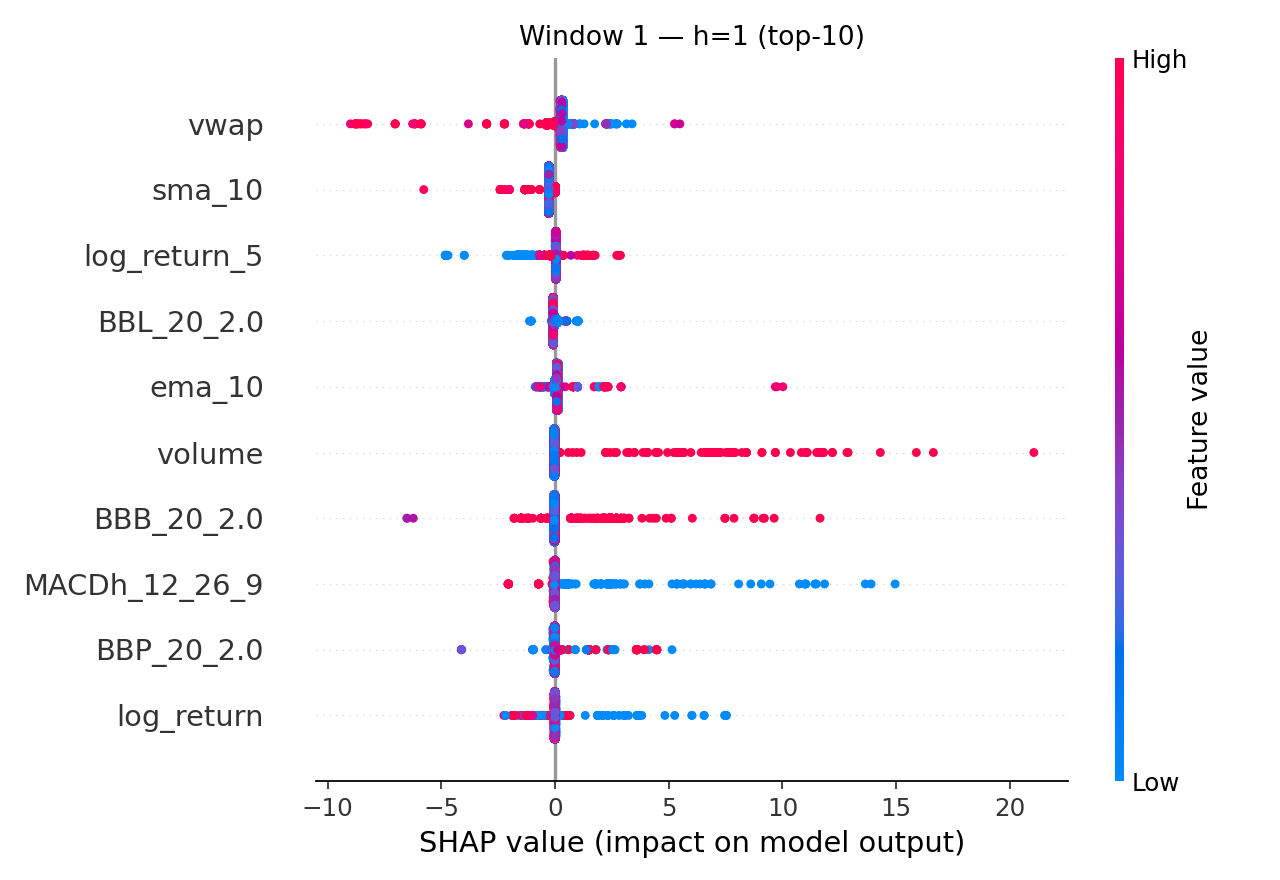 Window 1 — h=1 (top-10)
High
vwap
sma_10
log_return_5
BBL_20_2.0
ema_10
volume
BBB_20_2.0
MACDh_12_26_9
BBP_20_2.0
log_return
Feature value
Low
−10 −5 0 5 10 15 20
SHAP value (impact on model output)